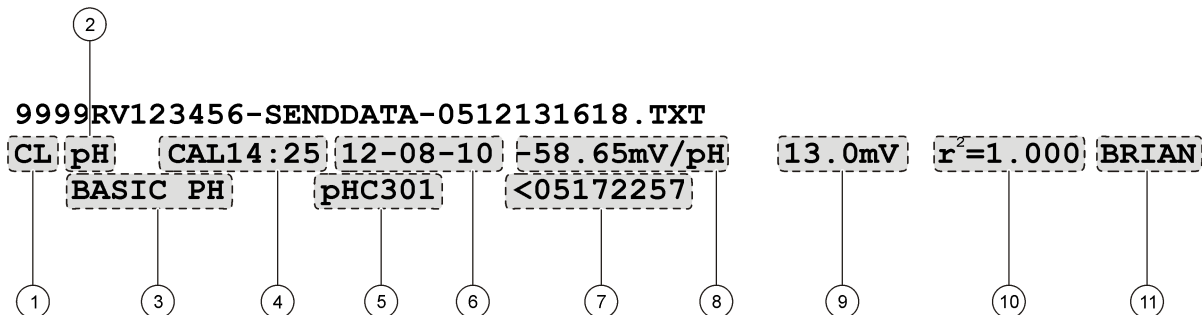 2
9999RV123456-SENDDATA-0512131618.TXT
CL pH CAL14:25 12-08-10 -58.65mV/pH 13.0mV r²=1.000 BRIAN
BASIC PH pHC301 <05172257
1 3 4 5 6 7 8 9 10 11